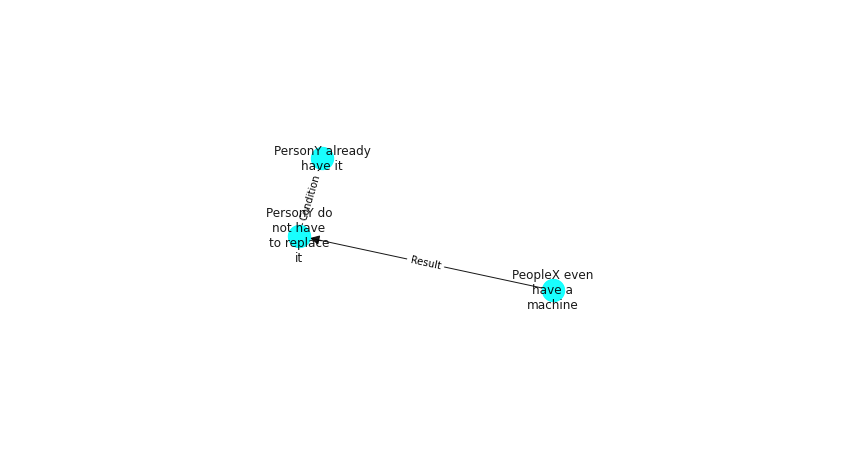 PersonY already
have it
Condition
PersonY do
not have
to replace
it
Result
PeopleX even
have a
machine